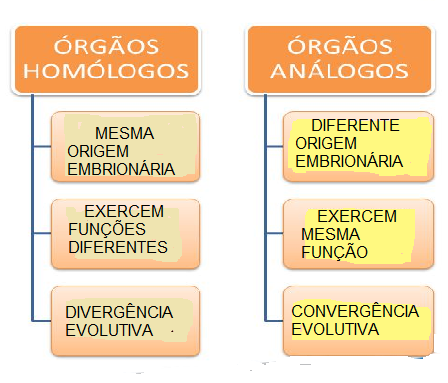 ÓRGÃOS
HOMÓLOGOS
MESMA
ORIGEM
EMBRIONÁRIA
EXERCEM
FUNÇÕES
DIFERENTES
DIVERGÊNCIA
EVOLUTIVA .
ÓRGÃOS
ANÁLOGOS
DIFERENTE
ORIGEM
EMBRIONÁRIA
EXERCEM
MESMA
FUNÇÃO
CONVERGÊNCIA
EVOLUTIVA